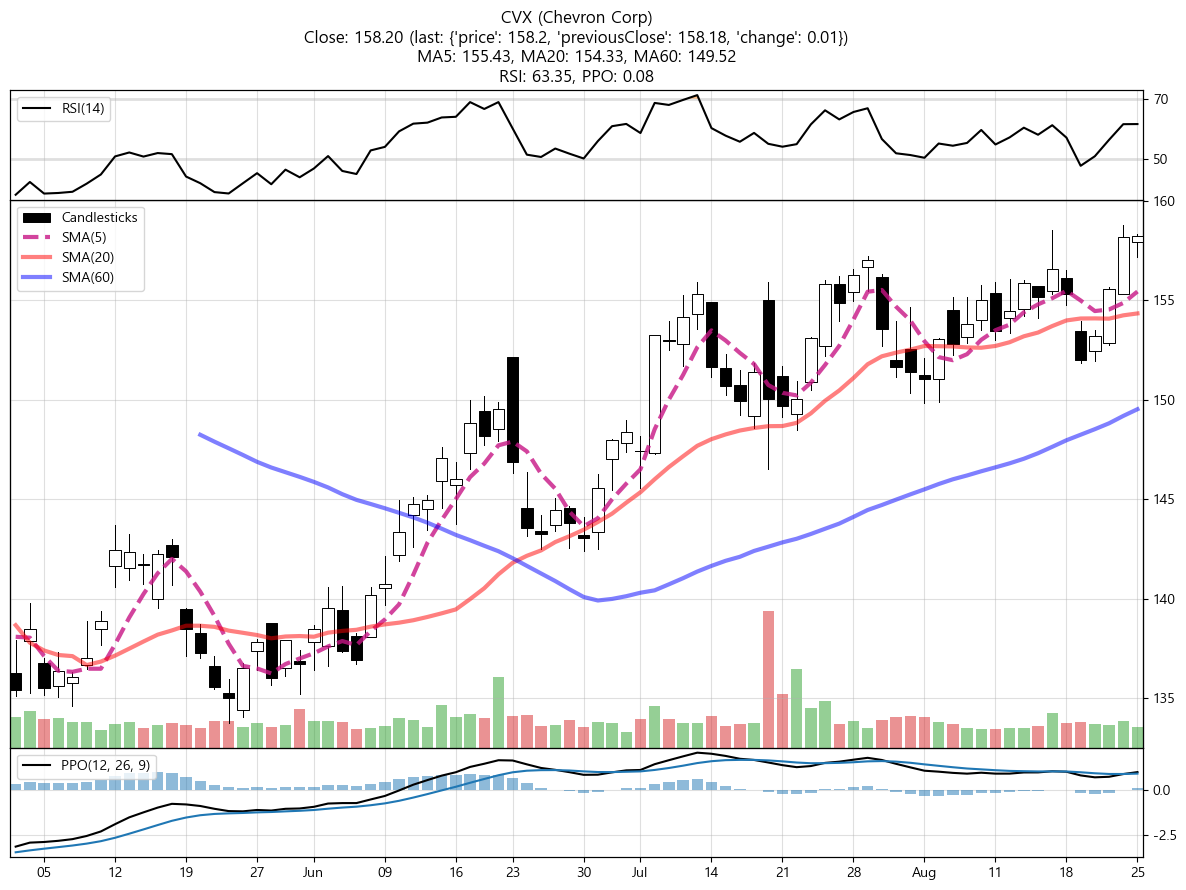 CVX (Chevron Corp)
Close: 158.20 (last: {'price': 158.2, 'previousClose': 158.18, 'change': 0.01})
MA5: 155.43, MA20: 154.33, MA60: 149.52
RSI: 63.35, PPO: 0.08
RSI(14)
70
50
Candlesticks
SMA(5)
SMA(20)
SMA(60)
160
155
150
145
140
135
PPO(12, 26, 9)
0.0
-2.5
05 12 19 27 Jun 09 16 23 Jul 14 21 28 Aug 11 18 25